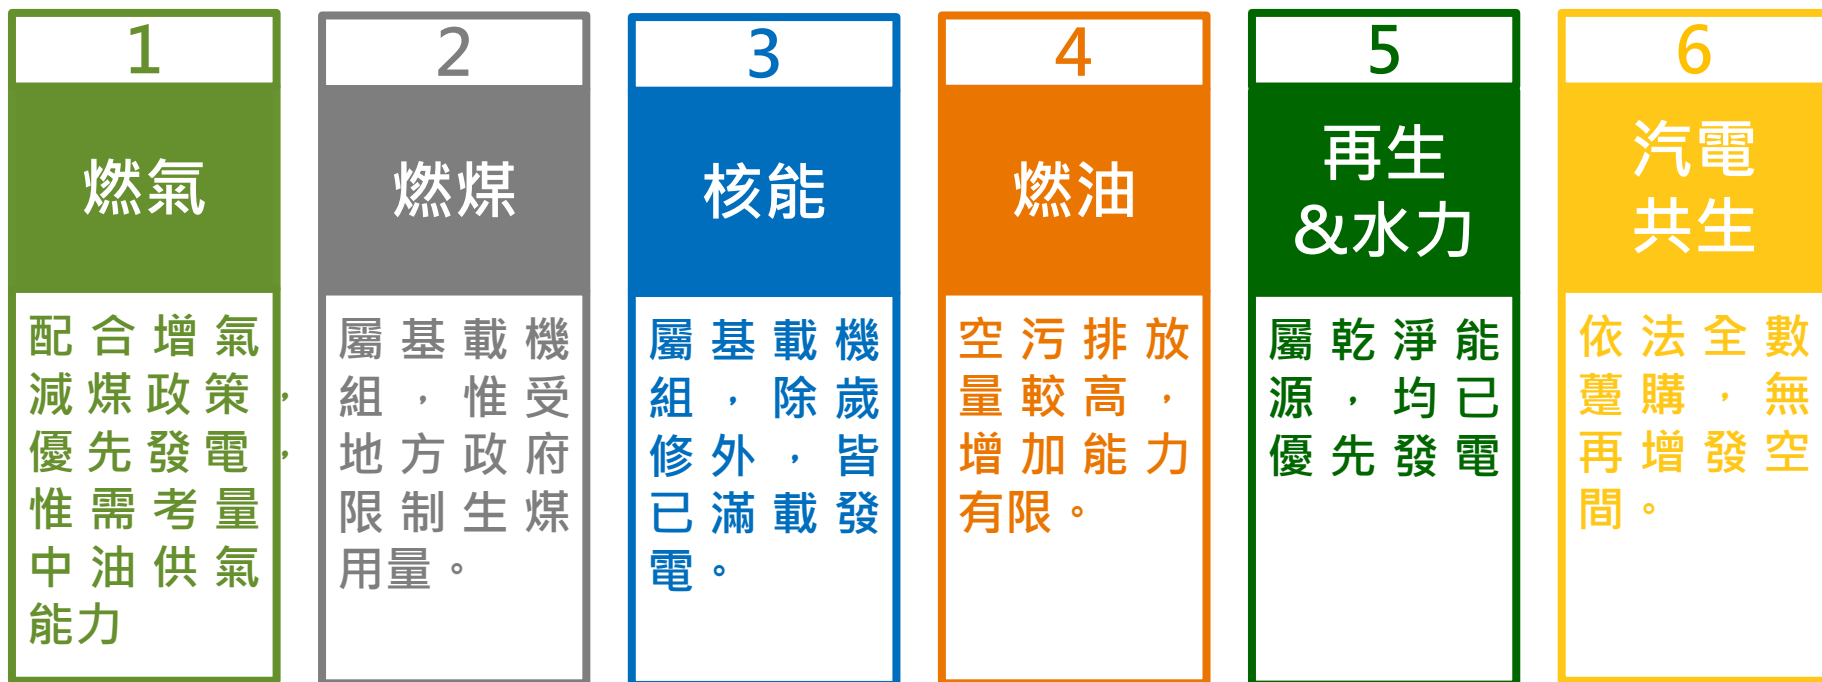 1
燃氣
配合增氣
減煤政策，
優先發電，
惟需考量
中油供氣
能力
2
燃煤
屬基載機
組，惟受
地方政府
限制生煤
用量。
3
核能
屬基載機
組，除歲
修外，皆
已滿載發
電。
4
燃油
空污排放
量較高，
增加能力
有限。
5
再生
&水力
屬乾淨能
源，均已
優先發電
6
汽電
共生
依法全數
躉購，無
再增發空
間。